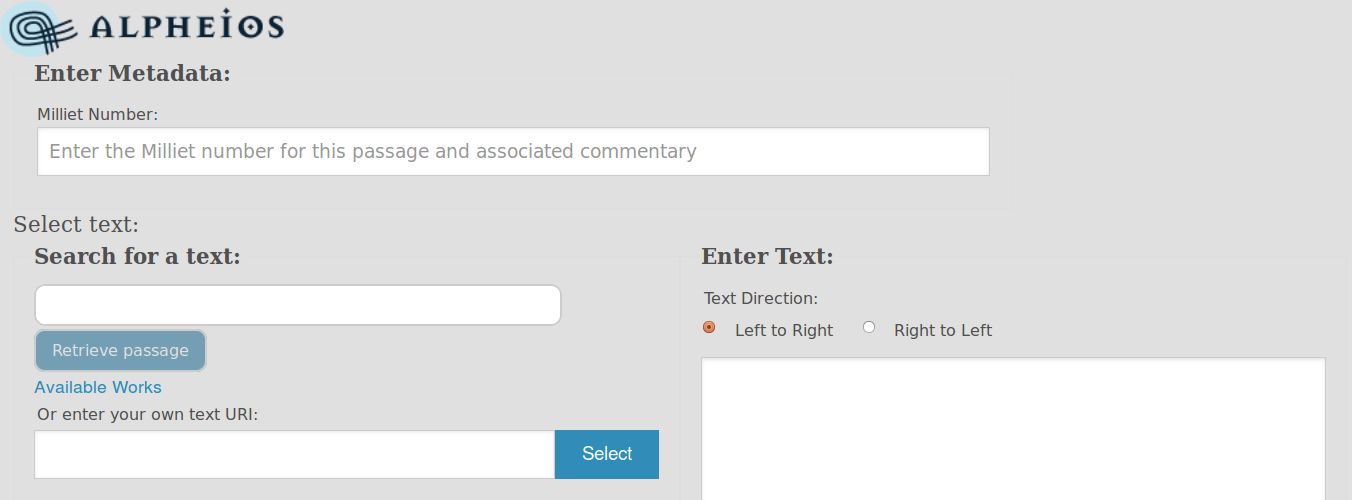 ALPHEIOS
Enter Metadata:
Milliet Number:
Enter the Milliet number for this passage and associated commentary
Select text:
Search for a text:
Retrieve passage
Available Works
Or enter your own text URI:
Select
Enter Text:
Text Direction:
Left to Right Right to Left